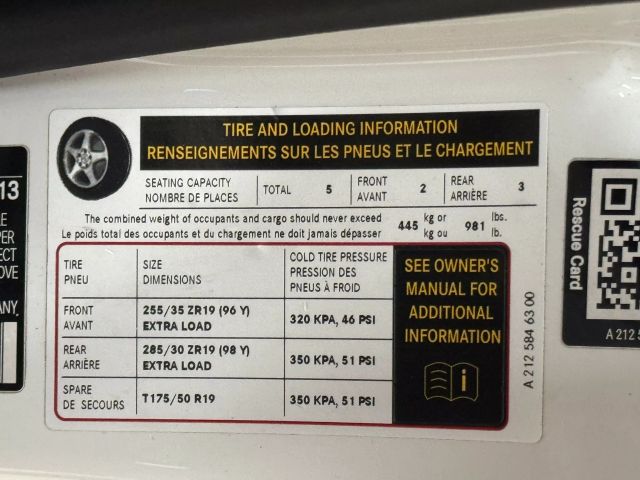 TIRE AND LOADING INFORMATION
RENSEIGNEMENTS SUR LES PNEUS ET LE CHARGEMENT
SEATING CAPACITY
NOMBRE DE PLACES
TOTAL 5
FRONT
AVANT
2
REAR
ARRIÈRE
3
The combined weight of occupants and cargo should never exceed
Le poids total des occupants et du chargement ne doit jamais dépasser
445 kg or
kg ou
981 lbs.
lb.
TIRE
PNEU
SIZE
DIMENSIONS
COLD TIRE PRESSURE
PRESSION DES
PNEUS À FROID
FRONT
AVANT
255/35 ZR19 (96 Y)
EXTRA LOAD
320 KPA, 46 PSI
REAR
ARRIÈRE
285/30 ZR19 (98 Y)
EXTRA LOAD
350 KPA, 51 PSI
SPARE
DE SECOURS
T175/50 R19
350 KPA, 51 PSI
SEE OWNER'S
MANUAL FOR
ADDITIONAL
INFORMATION
A 212 584 63 00
13
ANY
Rescue Card
A 212 5